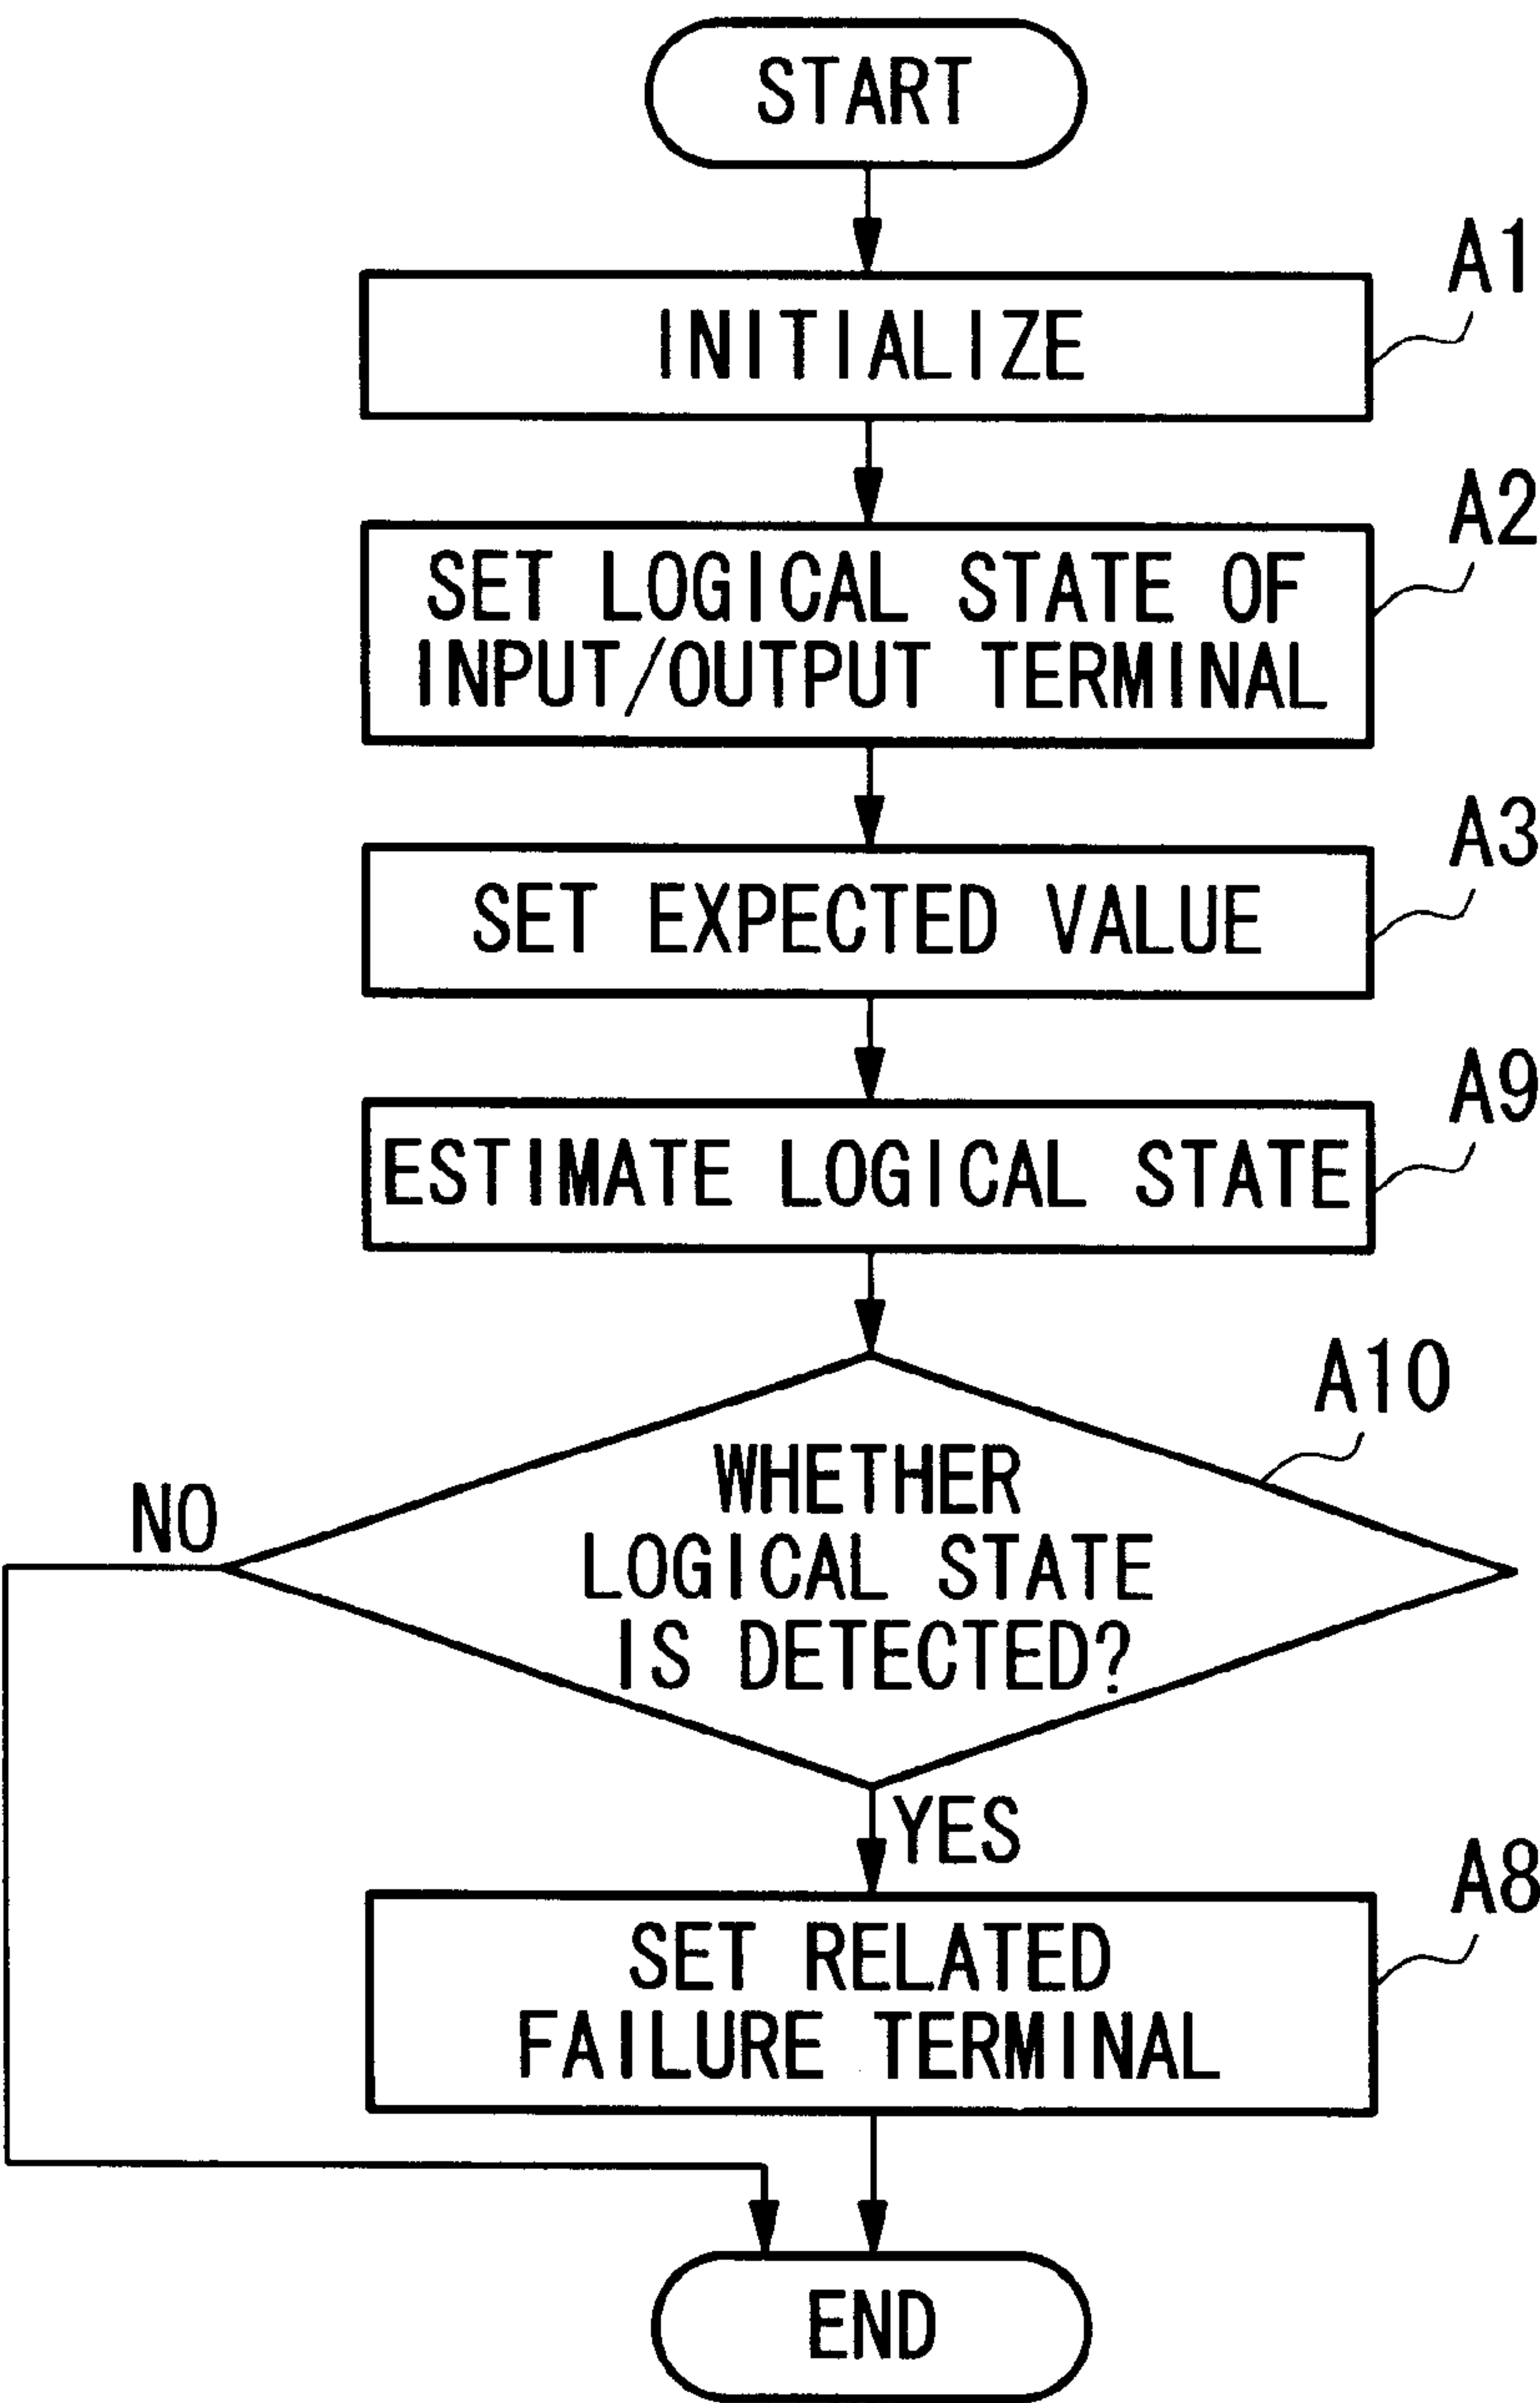 START
A1
INITIALIZE
A2
SET LOGICAL STATE OF
INPUT/OUTPUT TERMINAL
A3
SET EXPECTED VALUE
A9
ESTIMATE LOGICAL STATE
A10
WHETHER
LOGICAL STATE
IS DETECTED?
NO
YES
A8
SET RELATED
FAILURE TERMINAL
END